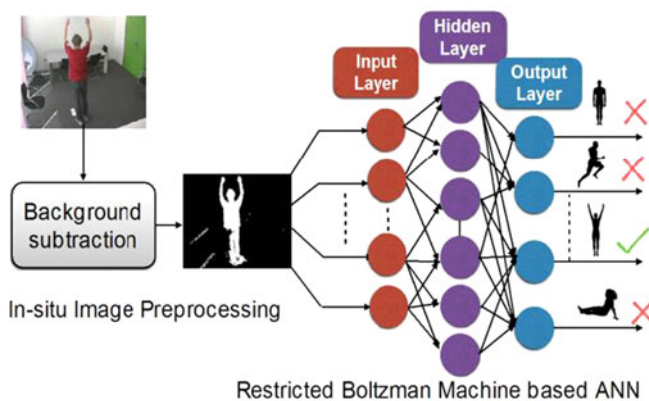 Hidden
Layer
Input
Layer
Output
Layer
Background
subtraction
In-situ Image Preprocessing
Restricted Boltzman Machine based ANN